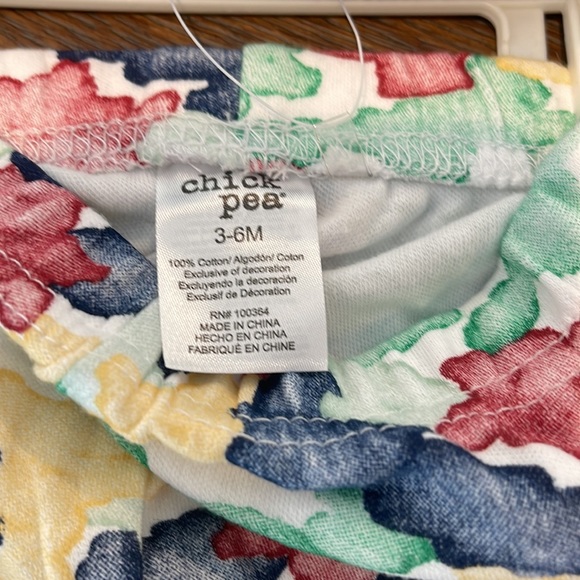 chick
pea®
3-6M
100% Cotton/ Algodón/ Coton
Exclusive of decoration
Excluyendo la decoración
Exclusif de Décoration
RN# 100364
MADE IN CHINA
HECHO EN CHINA
FABRIQUÉ EN CHINE